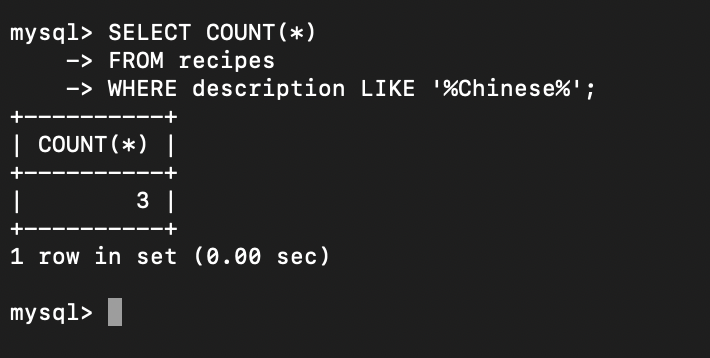 mysql> SELECT COUNT(*)
    -> FROM recipes
    -> WHERE description LIKE '%Chinese%';
+----------+
| COUNT(*) |
+----------+
|        3 |
+----------+
1 row in set (0.00 sec)

mysql>